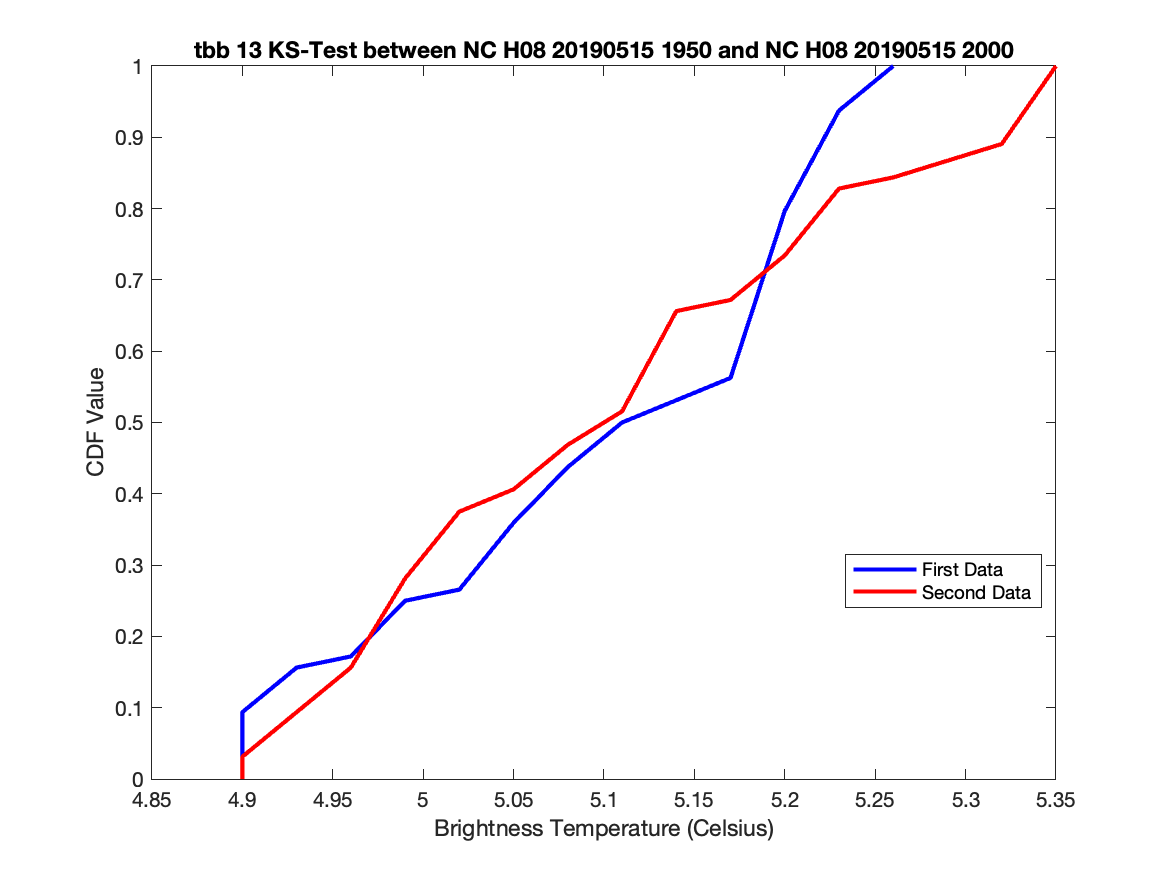 tbb 13 KS-Test between NC H08 20190515 1950 and NC H08 20190515 2000
1
0.9
0.8
0.7
0.6
0.5
0.4
0.3
0.2
0.1
0
CDF Value
First Data
Second Data
4.85 4.9 4.95 5 5.05 5.1 5.15 5.2 5.25 5.3 5.35
Brightness Temperature (Celsius)